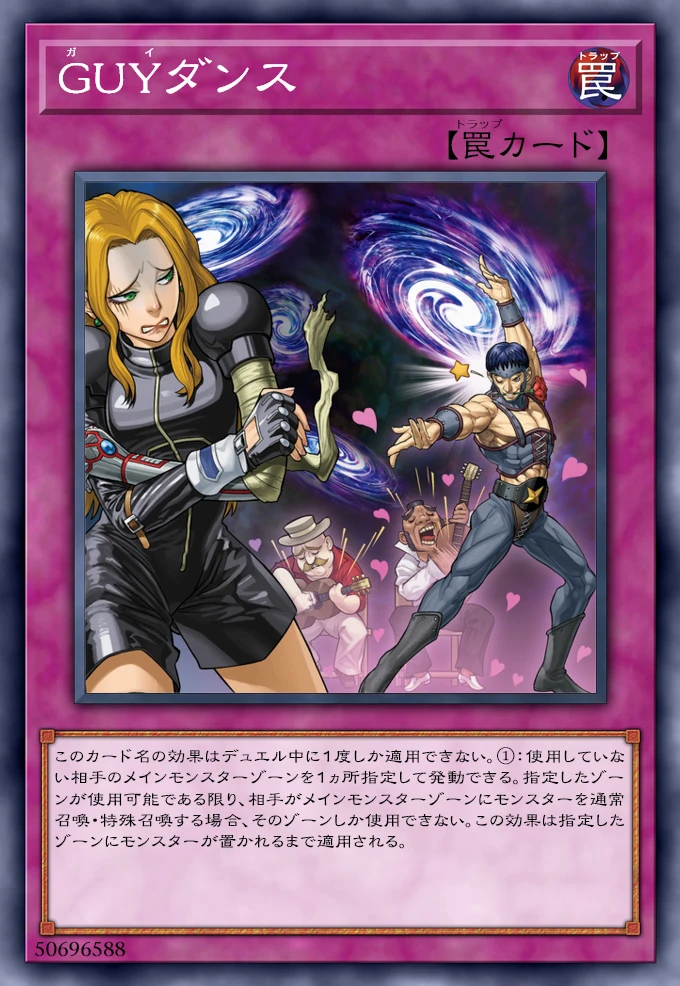 ガイ
GUYダンス
トラップ
罠
トラップ
【罠カード】
このカード名の効果はデュエル中に1度しか適用できない。①:使用していな
い相手のメインモンスターゾーンを1ヵ所指定して発動できる。指定したゾー
ンが使用可能である限り、相手がメインモンスターゾーンにモンスターを通常
召喚・特殊召喚する場合、そのゾーンしか使用できない。この効果は指定した
ゾーンにモンスターが置かれるまで適用される。
50696588